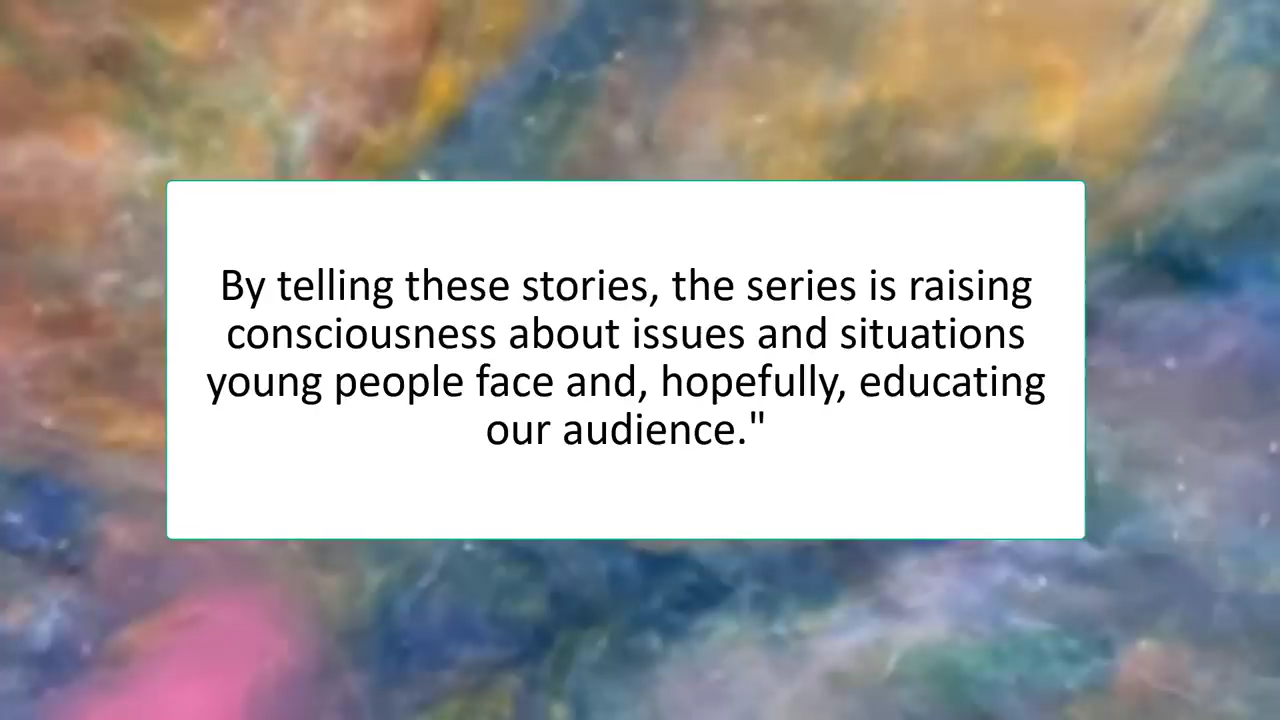 By telling these stories, the series is raising
consciousness about issues and situations
young people face and, hopefully, educating
our audience."